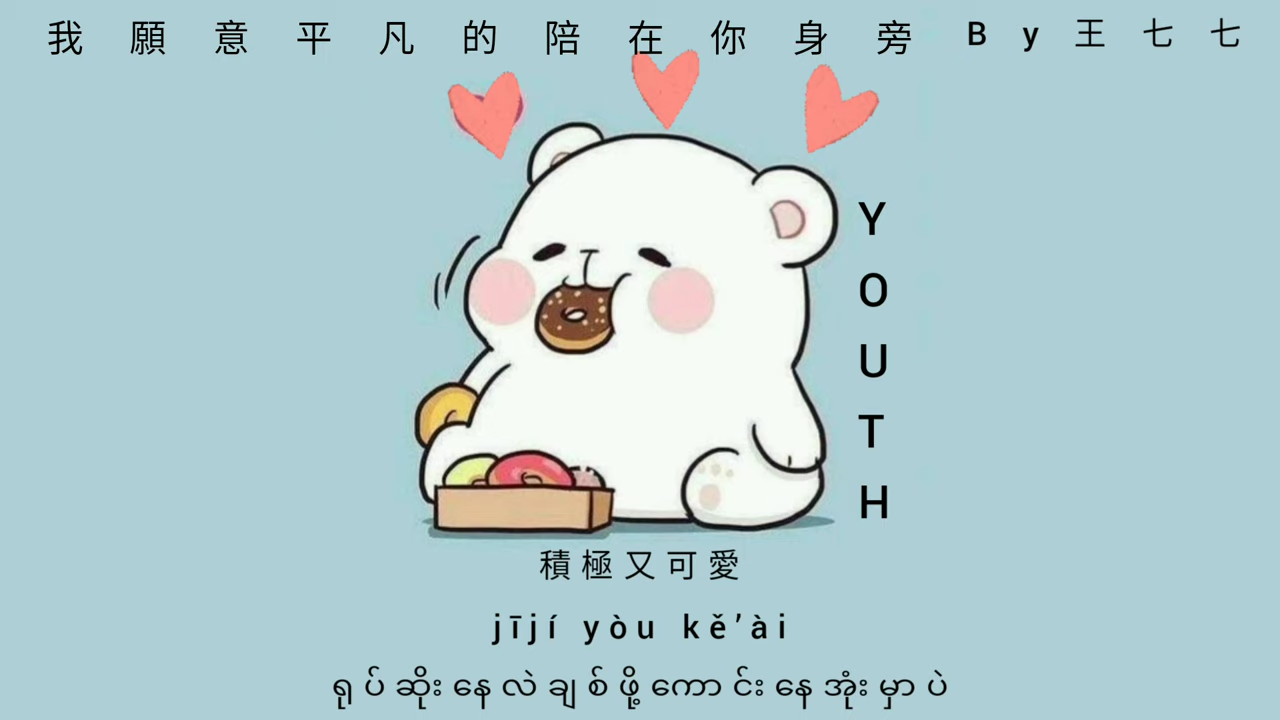 我願意平凡的陪在你身旁 By王七七
YOUTH
積極又可愛
jījí yòu kě’ài
ရုပ်ဆိုးနေလဲချစ်ဖို့ကောင်းနေအုံးမှာပဲ